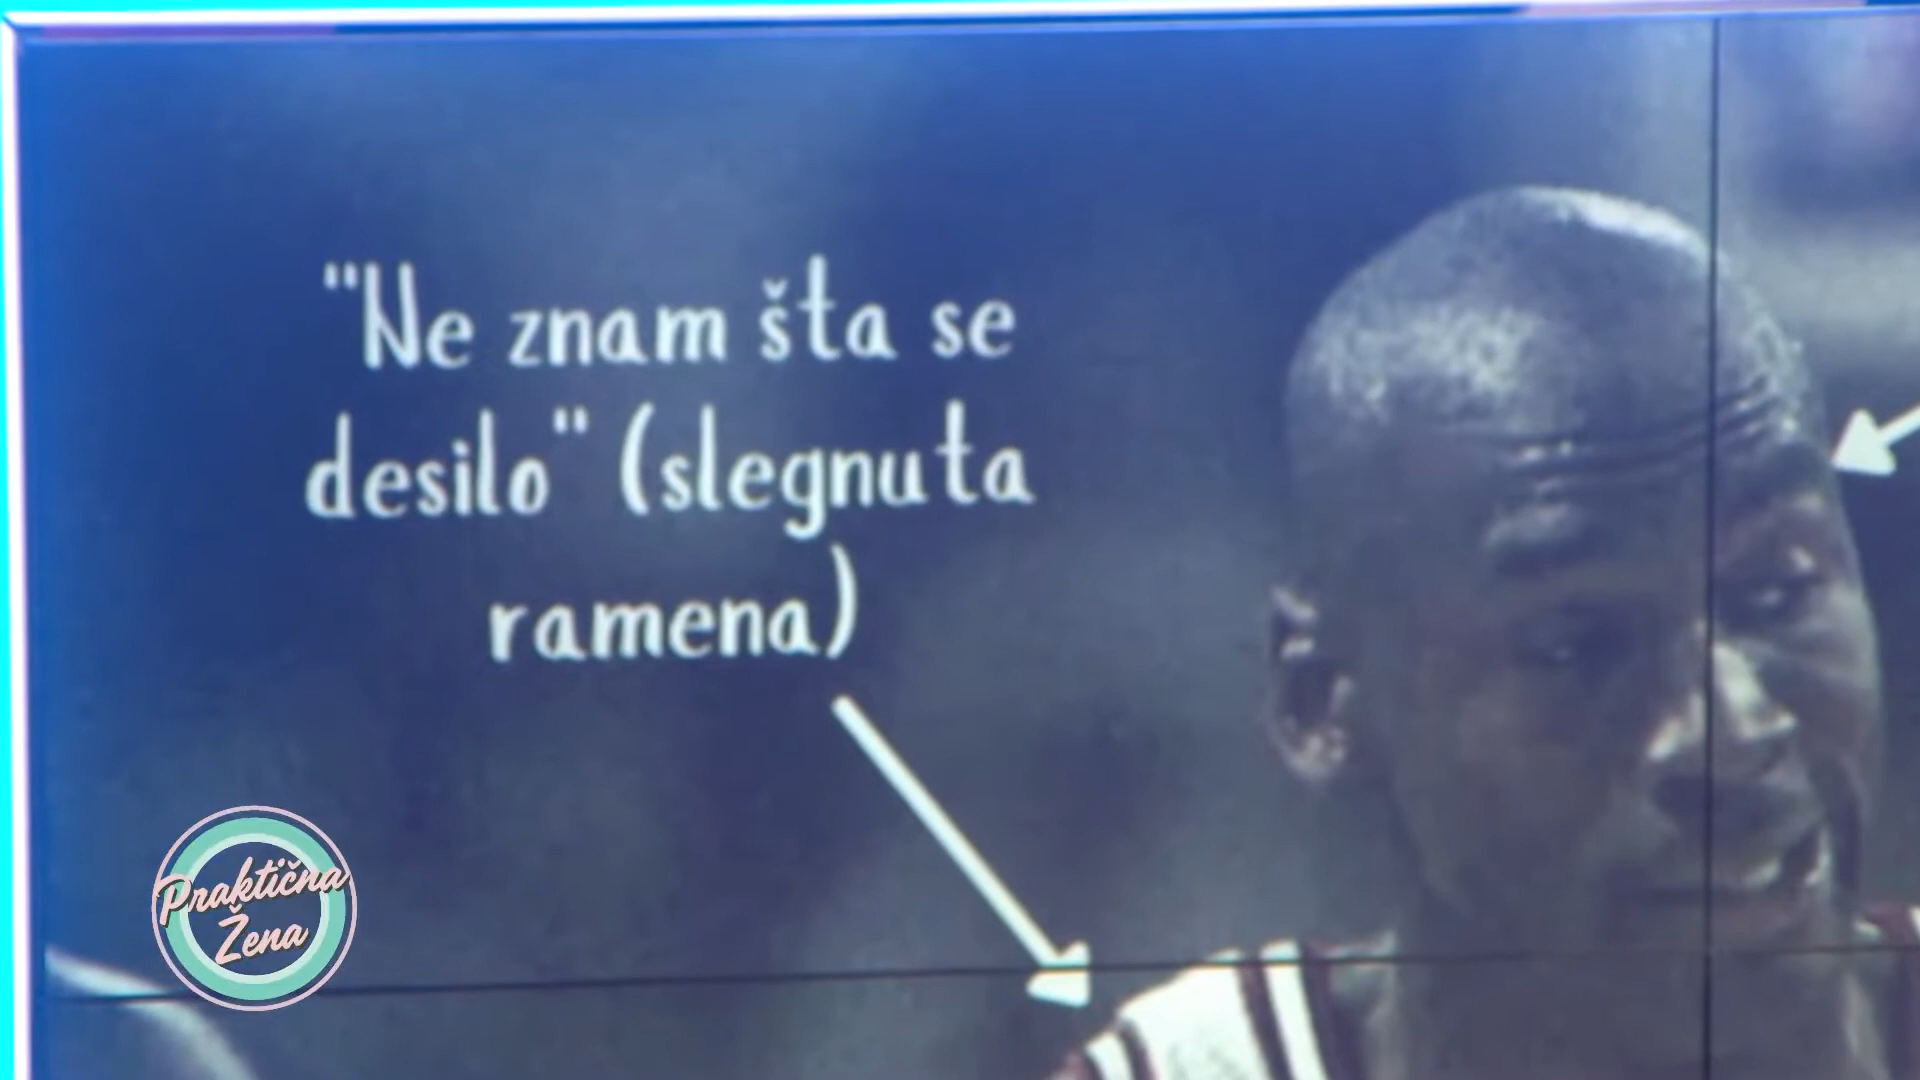 "Ne znam šta se
desilo" (slegnuta
ramena)
Praktična
Žena